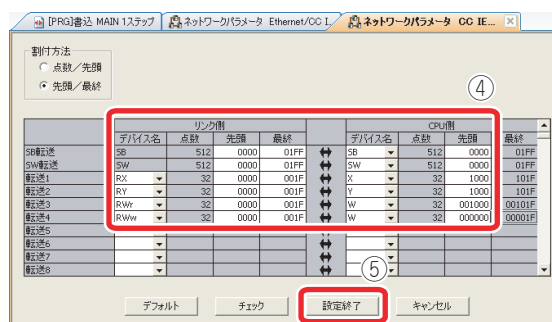 [PRG]書込 MAIN 1ステップ ネットワークパラメータ Ethernet/CC I... ネットワークパラメータ CC IE...
割付方法
点数/先頭
先頭/最終
④
リンク側 CPU側
デバイス名 点数 先頭 最終 デバイス名 点数 先頭 最終
SB転送 SB 512 0000 01FF SB 512 0000 01FF
SW転送 SW 512 0000 01FF SW 512 0000 01FF
転送1 RX 32 0000 001F X 32 1000 101F
転送2 RY 32 0000 001F Y 32 1000 101F
転送3 RWr 32 0000 001F W 32 001000 00101F
転送4 RWw 32 0000 001F W 32 000000 00001F
転送5
転送6
転送7
転送8
⑤
デフォルト チェック 設定終了 キャンセル